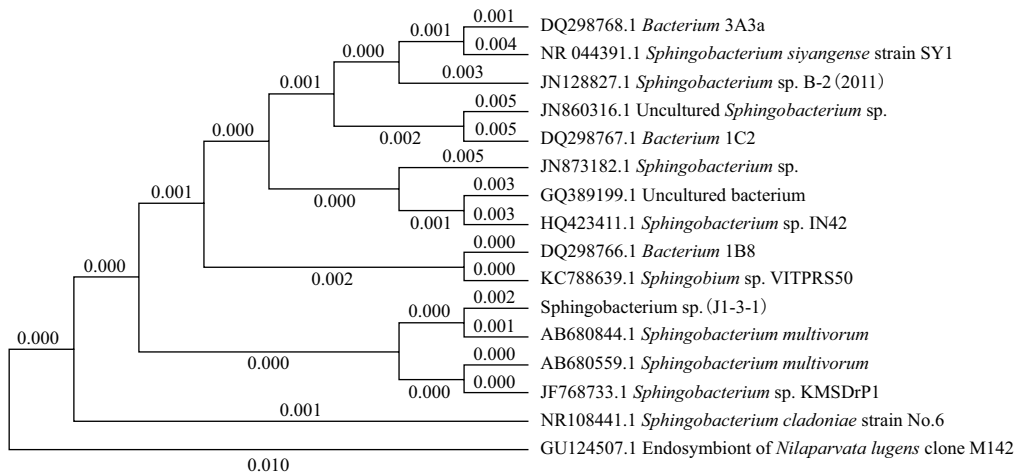 0.001
DQ298768.1 Bacterium 3A3a
0.001
0.004
NR 044391.1 Sphingobacterium siyangense strain SY1
0.000
0.003
JN128827.1 Sphingobacterium sp. B-2(2011)
0.001
0.005
JN860316.1 Uncultured Sphingobacterium sp.
0.002
0.005
DQ298767.1 Bacterium 1C2
0.000
0.005
JN873182.1 Sphingobacterium sp.
0.000
0.003
GQ389199.1 Uncultured bacterium
0.001
0.003
HQ423411.1 Sphingobacterium sp. IN42
0.001
0.000
DQ298766.1 Bacterium 1B8
0.002
0.000
KC788639.1 Sphingobium sp. VITPRS50
0.000
0.002
Sphingobacterium sp.(J1-3-1)
0.000
0.001
AB680844.1 Sphingobacterium multivorum
0.000
0.000
AB680559.1 Sphingobacterium multivorum
0.000
0.000
JF768733.1 Sphingobacterium sp. KMSDrP1
0.000
0.001
NR108441.1 Sphingobacterium cladoniae strain No.6
0.010
GU124507.1 Endosymbiont of Nilaparvata lugens clone M142